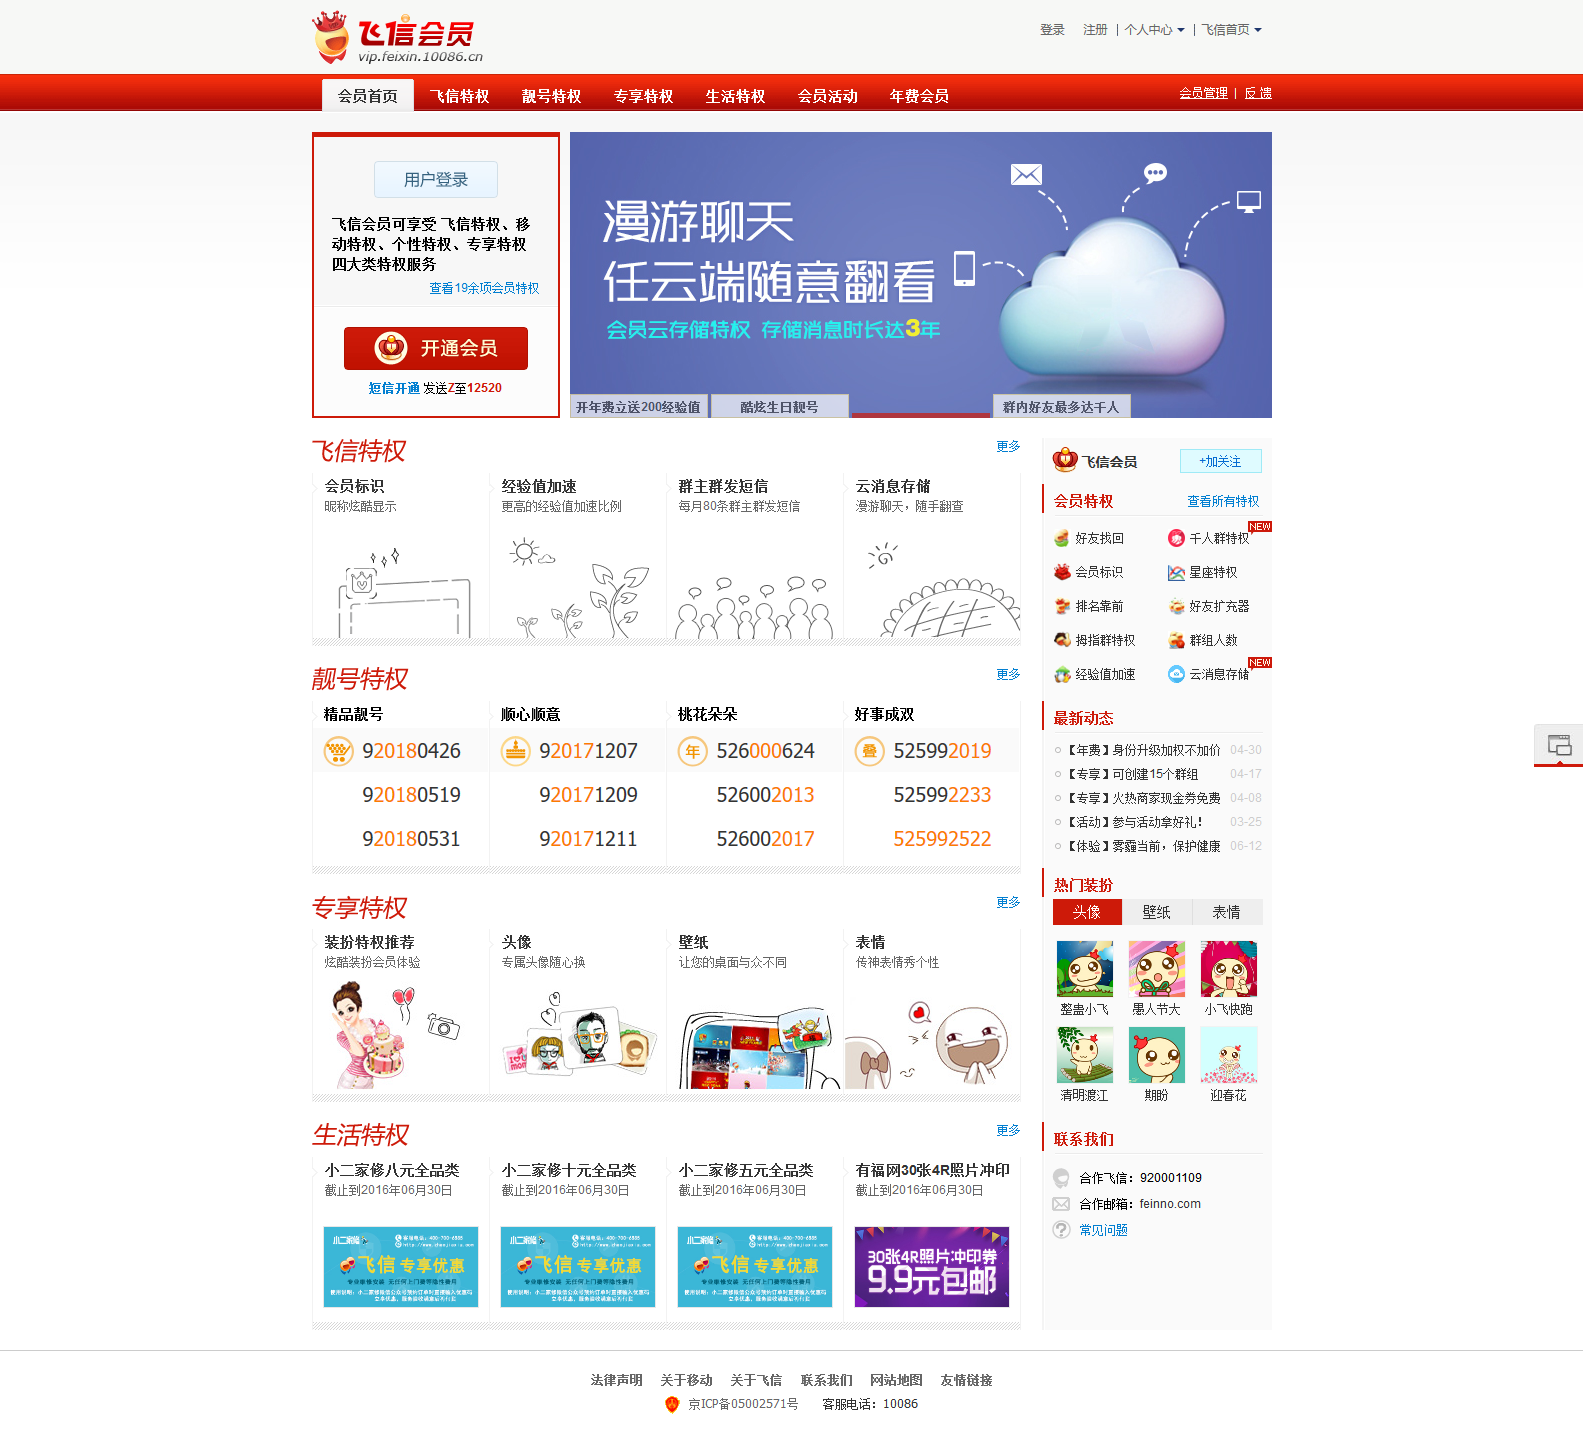 飞信会员
vip.feixin.10086.cn
登录 注册 | 个人中心 | 飞信首页
会员首页 飞信特权 靓号特权 专享特权 生活特权 会员活动 年费会员
会员管理 | 反 馈
用户登录
飞信会员可享受 飞信特权、移
动特权、个性特权、专享特权
四大类特权服务
查看19余项会员特权
开通会员
短信开通 发送Z至12520
漫游聊天
任云端随意翻看
会员云存储特权 存储消息时长达3年
开年费立送200经验值 酷炫生日靓号 群内好友最多达千人
飞信特权 更多
会员标识 经验值加速 群主群发短信 云消息存储
昵称炫酷显示 更高的经验值加速比例 每月80条群主群发短信 漫游聊天，随手翻查
靓号特权 更多
精品靓号 顺心顺意 桃花朵朵 好事成双
920180426 920171207 年 526000624 叠 525992019
920180519 920171209 526002013 525992233
920180531 920171211 526002017 525992522
专享特权 更多
装扮特权推荐 头像 壁纸 表情
炫酷装扮会员体验 专属头像随心换 让您的桌面与众不同 传神表情秀个性
生活特权 更多
小二家修八元全品类 小二家修十元全品类 小二家修五元全品类 有福网30张4R照片冲印
截止到2016年06月30日 截止到2016年06月30日 截止到2016年06月30日 截止到2016年06月30日
飞信 专享优惠 飞信 专享优惠 飞信 专享优惠
30张4R照片冲印券
9.9元包邮
飞信会员 +加关注
会员特权 查看所有特权
好友找回 千人群特权 NEW
会员标识 星座特权
排名靠前 好友扩充器
拇指群特权 群组人数
经验值加速 云消息存储 NEW
最新动态
【年费】身份升级加权不加价 04-30
【专享】可创建15个群组 04-17
【专享】火热商家现金券免费 04-08
【活动】参与活动拿好礼！ 03-25
【体验】雾霾当前，保护健康 06-12
热门装扮
头像 壁纸 表情
整蛊小飞 愚人节大 小飞快跑
清明渡江 期盼 迎春花
联系我们
合作飞信：920001109
合作邮箱：feinno.com
常见问题
法律声明 关于移动 关于飞信 联系我们 网站地图 友情链接
京ICP备05002571号 客服电话：10086